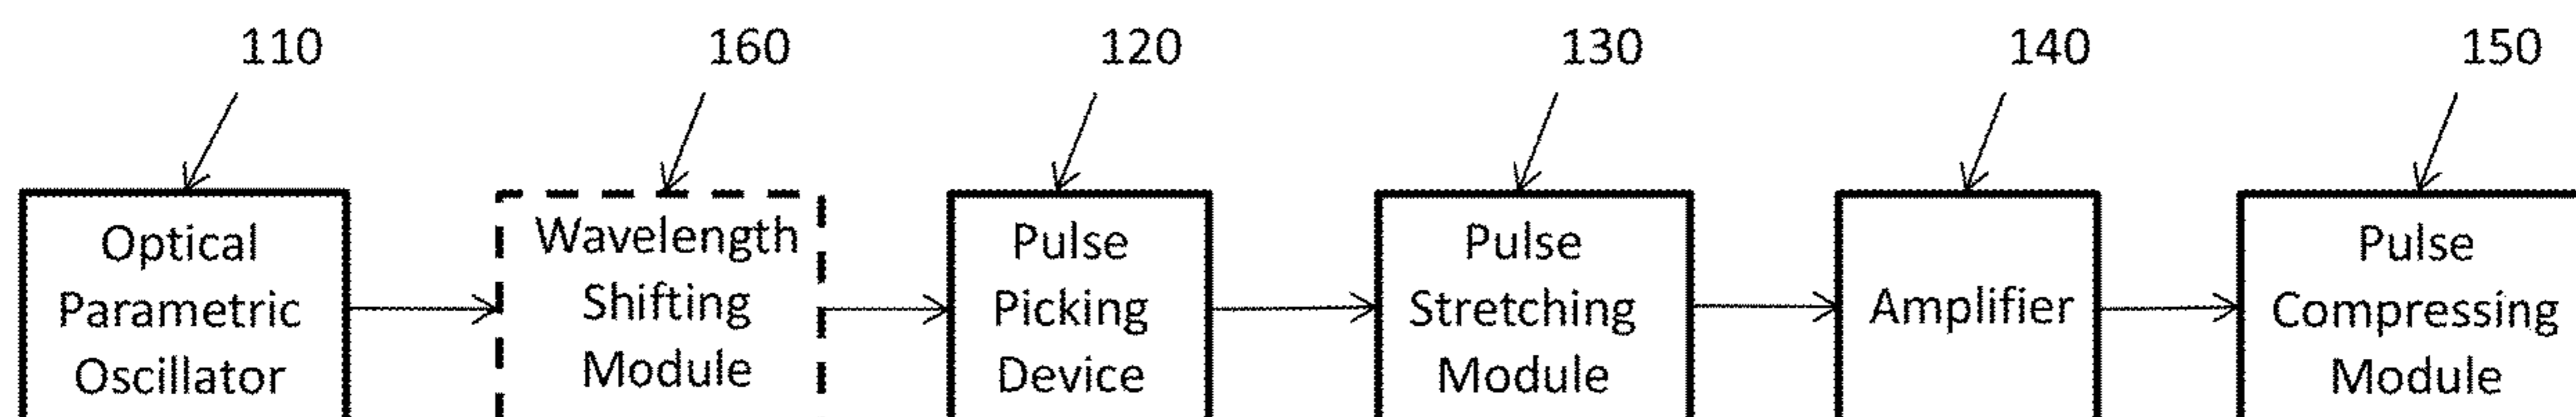 110
160
120
130
140
150
Optical
Parametric
Oscillator
Wavelength
Shifting
Module
Pulse
Picking
Device
Pulse
Stretching
Module
Amplifier
Pulse
Compressing
Module